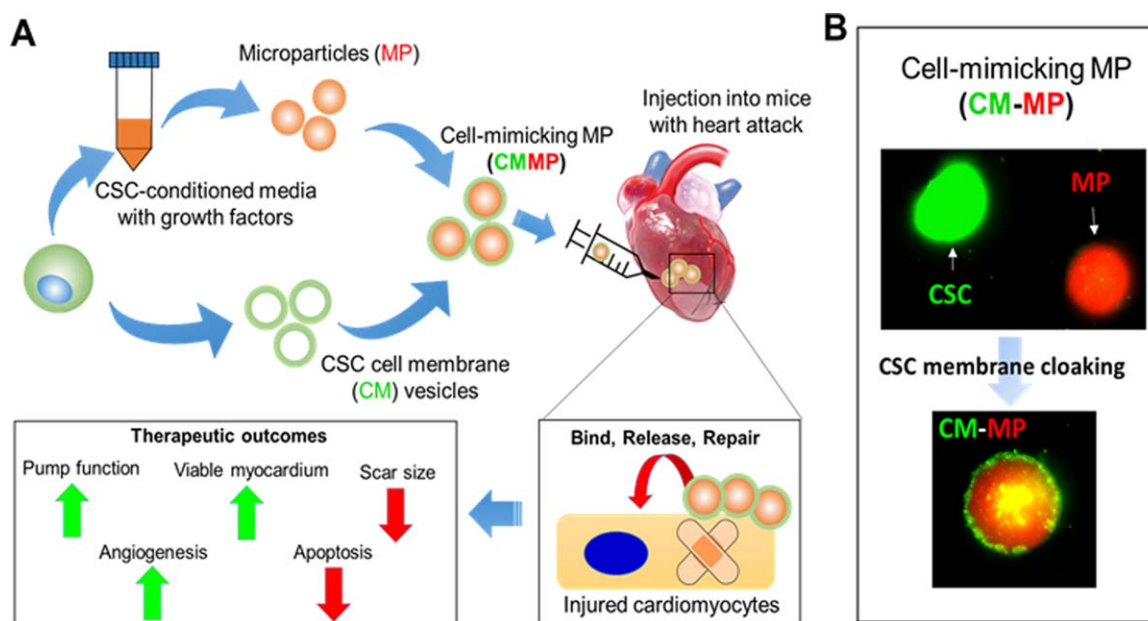 A
Microparticles (MP)
CSC-conditioned media
with growth factors
Cell-mimicking MP
(CMMP)
Injection into mice
with heart attack
CSC cell membrane
(CM) vesicles
Therapeutic outcomes
Pump function
Viable myocardium
Scar size
Angiogenesis
Apoptosis
Bind, Release, Repair
Injured cardiomyocytes
B
Cell-mimicking MP
(CM-MP)
MP
CSC
CSC membrane cloaking
CM-MP